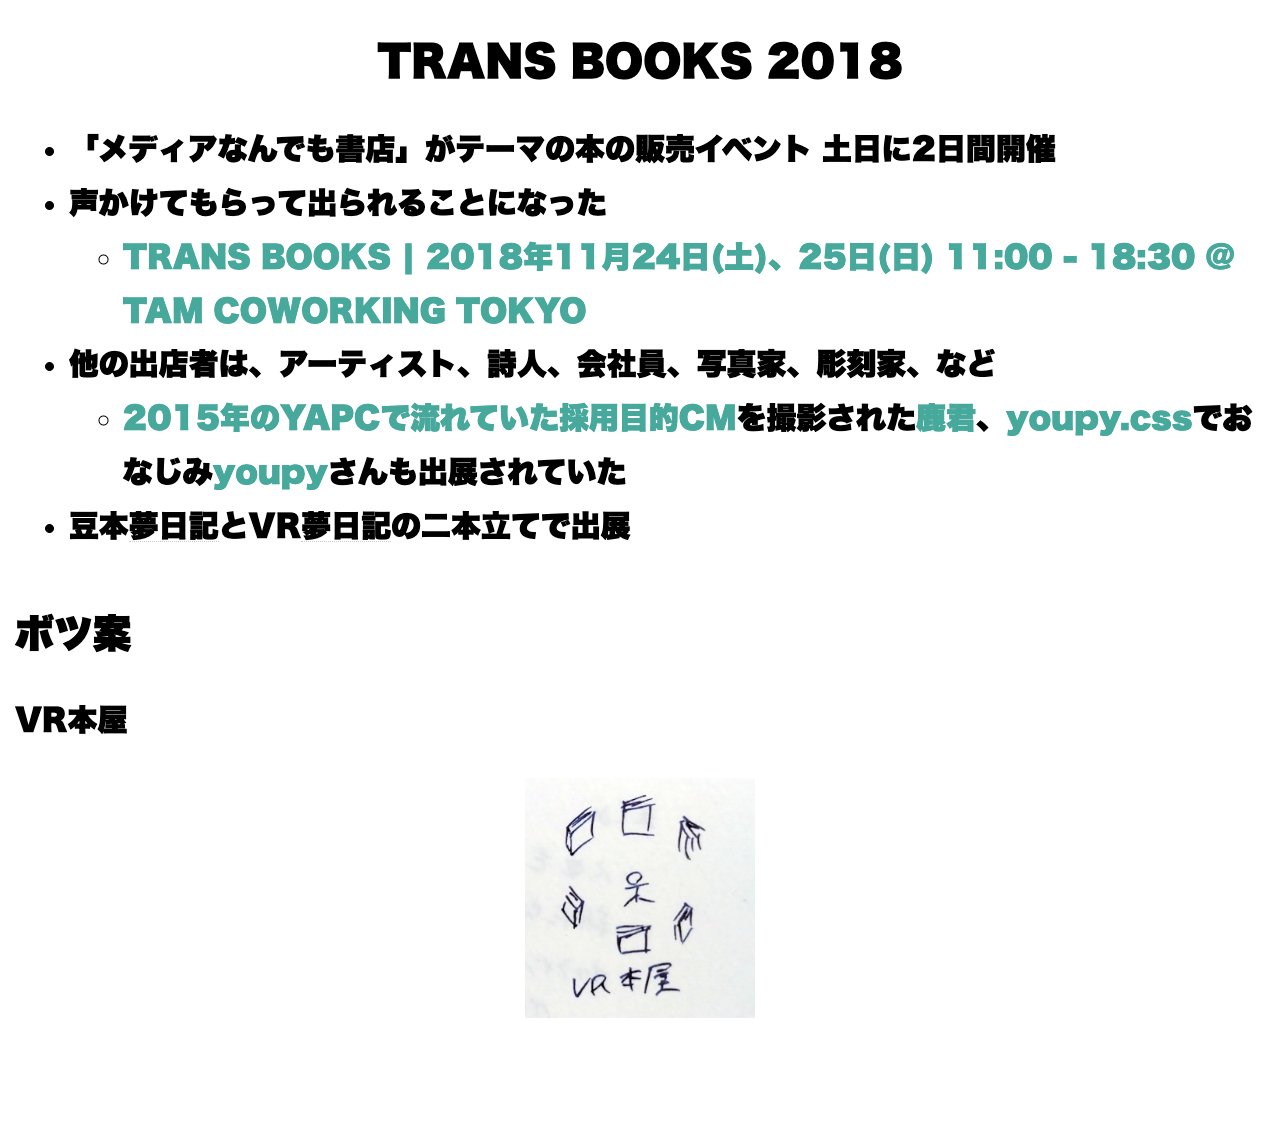 TRANS BOOKS 2018
「メディアなんでも書店」がテーマの本の販売イベント 土日に2日間開催
声かけてもらって出られることになった
TRANS BOOKS | 2018年11月24日(土)、25日(日) 11:00 - 18:30 @
TAM COWORKING TOKYO
他の出店者は、アーティスト、詩人、会社員、写真家、彫刻家、など
2015年のYAPCで流れていた採用目的CMを撮影された鹿君、youpy.cssでお
なじみyoupyさんも出展されていた
豆本夢日記とVR夢日記の二本立てで出展
ボツ案
VR本屋
VR本屋